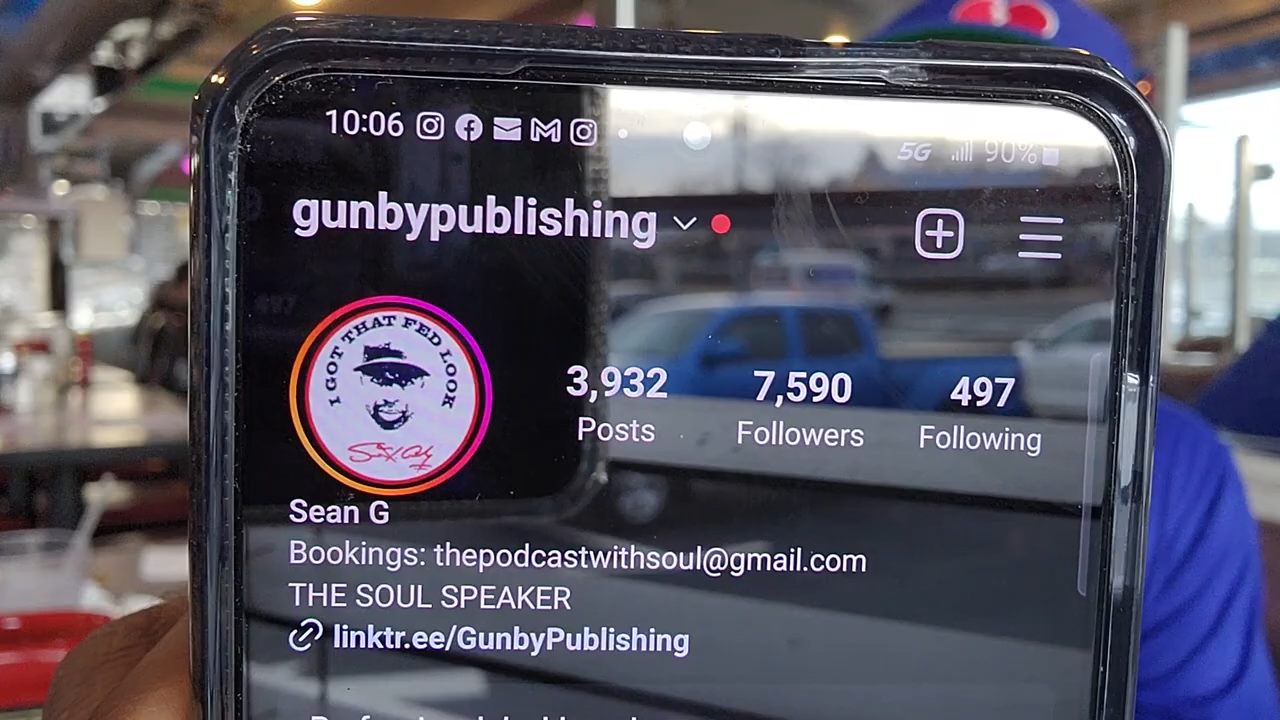 10:06
5G 90%
gunbypublishing
I GOT THAT FED LOOK
3,932 7,590 497
Posts Followers Following
Sean G
Bookings: thepodcastwithsoul@gmail.com
THE SOUL SPEAKER
linktr.ee/GunbyPublishing